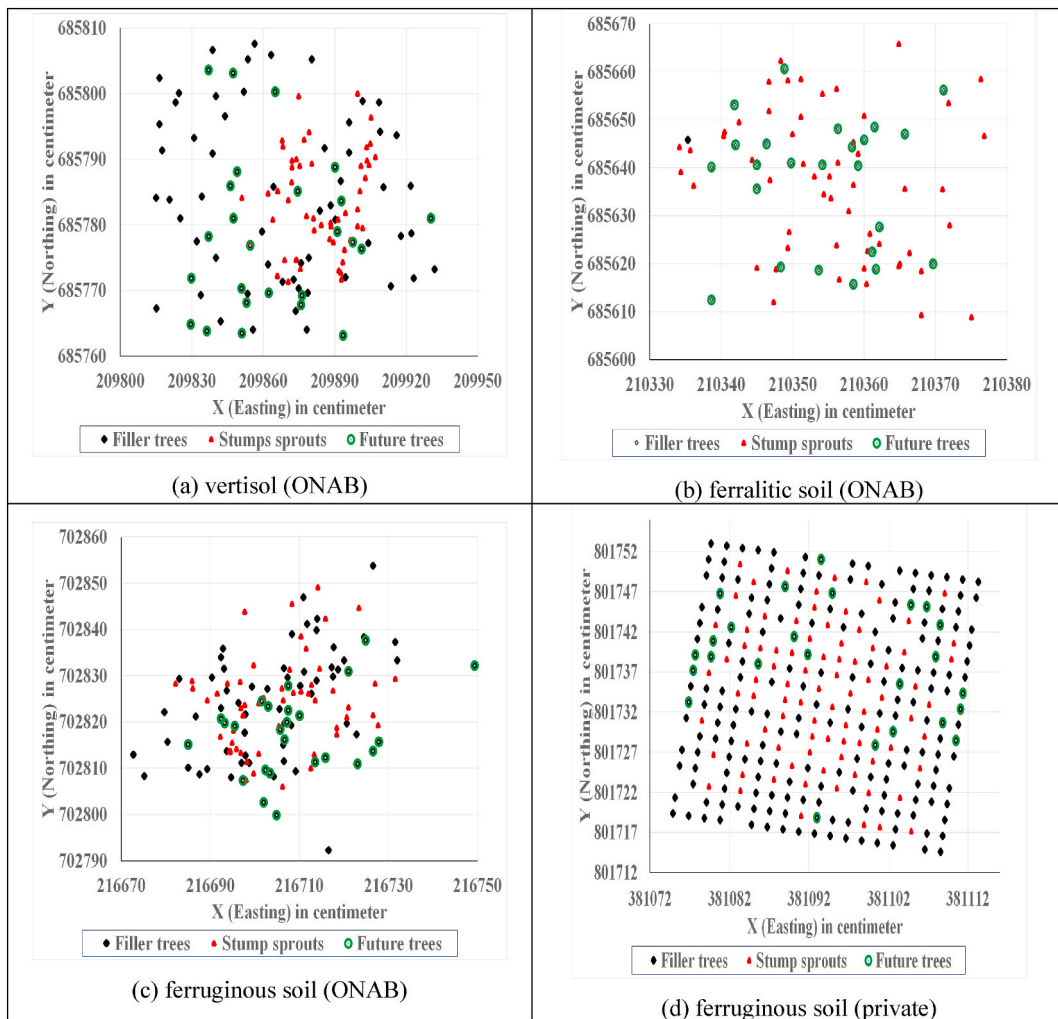 685810
685800
685790
685780
685770
685760
Y (Northing) in centimeter
209800 209830 209860 209890 209920 209950
X (Easting) in centimeter
Filler trees Stumps sprouts Future trees
(a) vertisol (ONAB)
685670
685660
685650
685640
685630
685620
685610
685600
Y (Northing) in centimeter
210330 210340 210350 210360 210370 210380
X (Easting) in centimeter
Filler trees Stump sprouts Future trees
(b) ferralitic soil (ONAB)
702860
702850
702840
702830
702820
702810
702800
702790
Y (Northing) in centimeter
216670 216690 216710 216730 216750
X (Easting) in centimeter
Filler trees Stump sprouts Future trees
(c) ferruginous soil (ONAB)
801752
801747
801742
801737
801732
801727
801722
801717
801712
Y (Northing) in centimeter
381072 381082 381092 381102 381112
X (Easting) in centimeter
Filler trees Stump sprouts Future trees
(d) ferruginous soil (private)